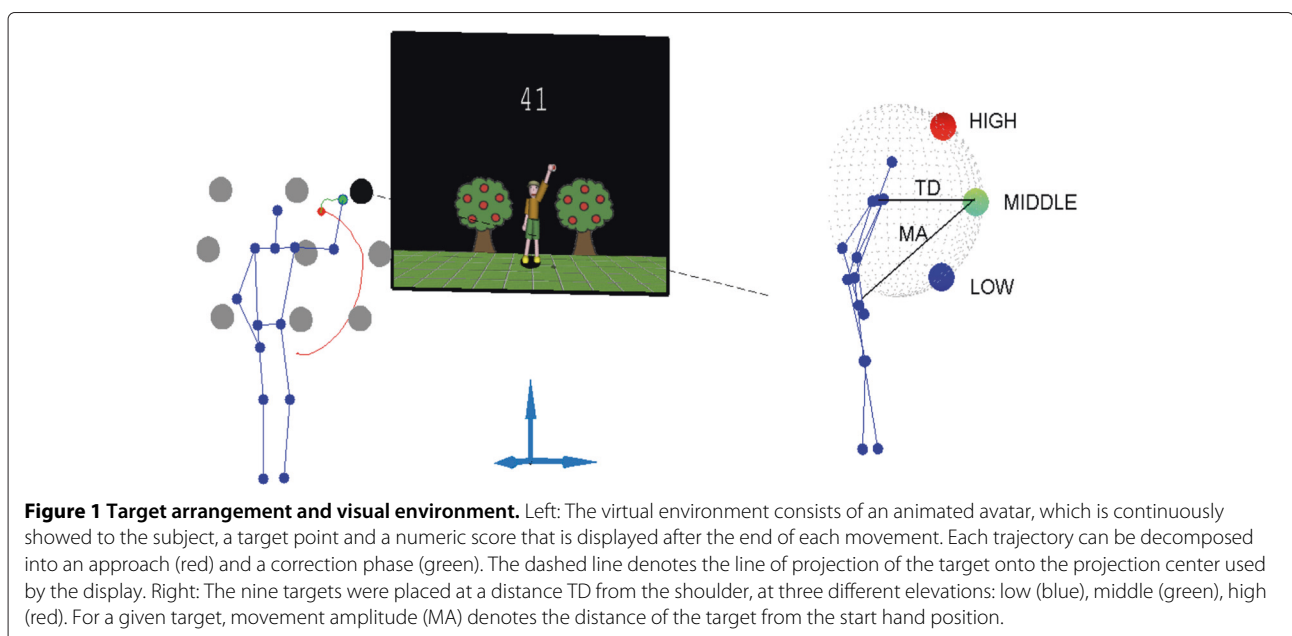 41
HIGH
TD
MIDDLE
MA
LOW
Figure 1 Target arrangement and visual environment. Left: The virtual environment consists of an animated avatar, which is continuously
showed to the subject, a target point and a numeric score that is displayed after the end of each movement. Each trajectory can be decomposed
into an approach (red) and a correction phase (green). The dashed line denotes the line of projection of the target onto the projection center used
by the display. Right: The nine targets were placed at a distance TD from the shoulder, at three different elevations: low (blue), middle (green), high
(red). For a given target, movement amplitude (MA) denotes the distance of the target from the start hand position.